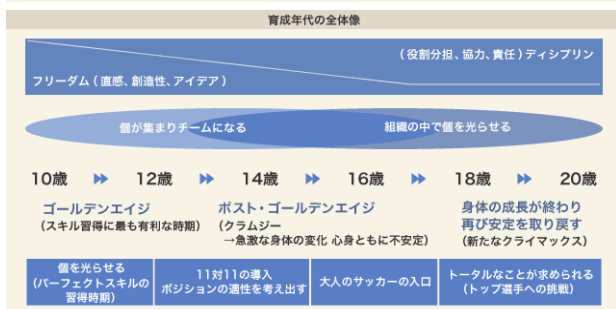 育成年代の全体像
(役割分担、協力、責任)ディシプリン
フリーダム(直感、創造性、アイデア)
個が集まりチームになる
組織の中で個を光らせる
10歳 12歳 14歳 16歳 18歳 20歳
ゴールデンエイジ
(スキル習得に最も有利な時期)
ポスト・ゴールデンエイジ
(クラムジー
→急激な身体の変化 心身ともに不安定)
身体の成長が終わり
再び安定を取り戻す
(新たなクライマックス)
個を光らせる
(パーフェクトスキルの
習得時期)
11対11の導入
ポジションの適性を考え出す
大人のサッカーの入口
トータルなことが求められる
(トップ選手への挑戦)